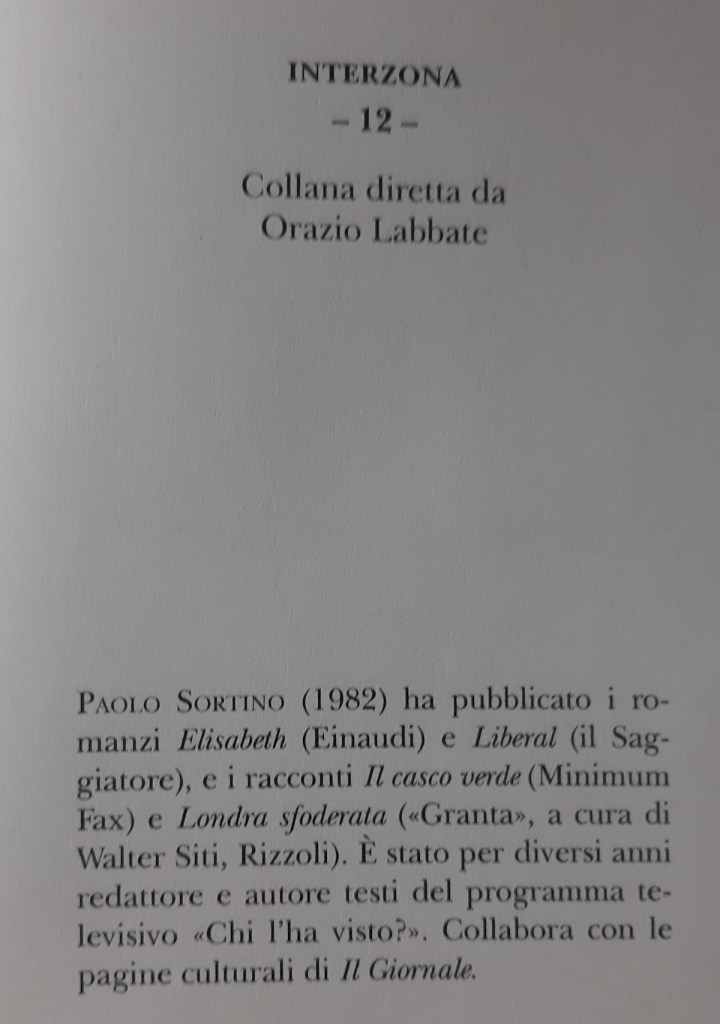 INTERZONA
– 12 –
Collana diretta da
Orazio Labbate
PAOLO SORTINO (1982) ha pubblicato i ro-
manzi Elisabeth (Einaudi) e Liberal (il Sag-
giatore), e i racconti Il casco verde (Minimum
Fax) e Londra sfoderata («Granta», a cura di
Walter Siti, Rizzoli). È stato per diversi anni
redattore e autore testi del programma te-
levisivo «Chi l'ha visto?». Collabora con le
pagine culturali di Il Giornale.